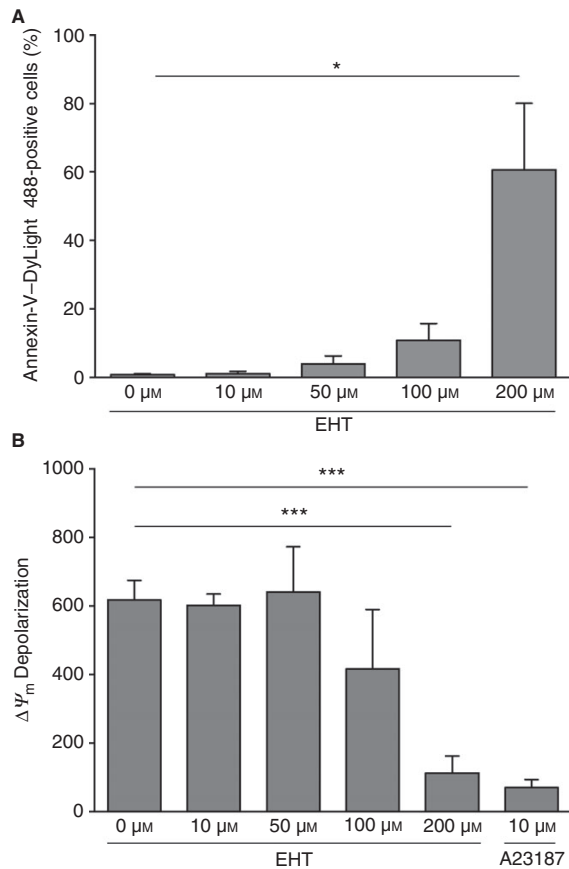 A
Annexin-V–DyLight 488-positive cells (%)
100
80
60
40
20
0
*
0 µM 10 µM 50 µM 100 µM 200 µM
EHT
B
ΔΨm Depolarization
1000
800
600
400
200
0
***
***
0 µM 10 µM 50 µM 100 µM 200 µM 10 µM
EHT A23187